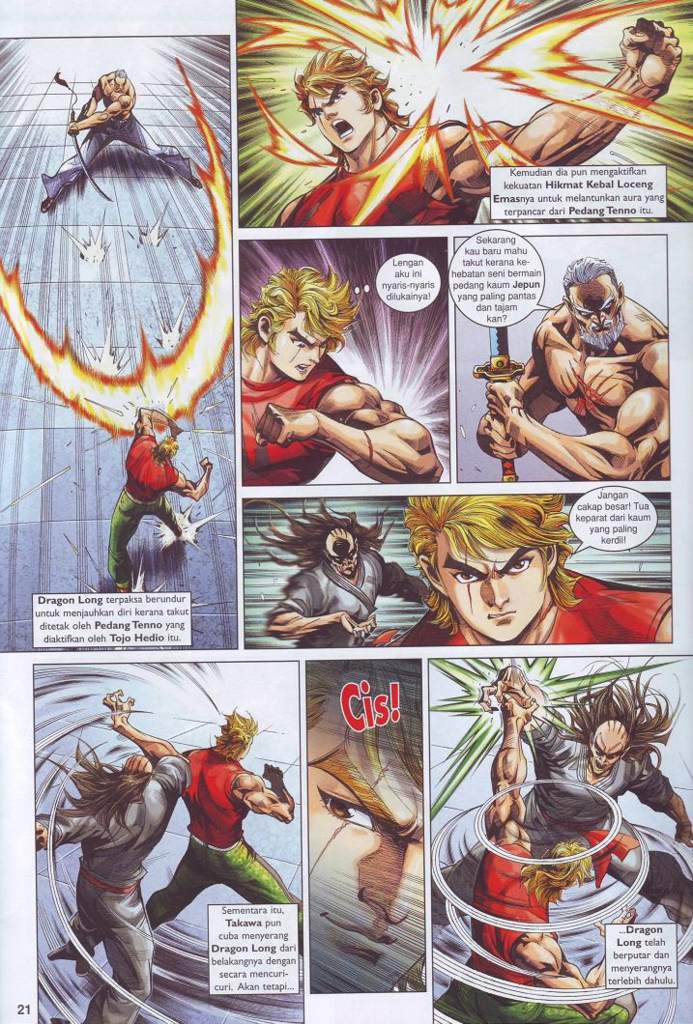 Dragon Long terpaksa berundur
untuk menjauhkan diri kerana takut
ditetak oleh Pedang Tenno yang
diaktifkan oleh Tojo Hedio itu.
Kemudian dia pun mengaktifkan
kekuatan Hikmat Kebal Loceng
Emasnya untuk melantunkan aura yang
terpancar dari Pedang Tenno itu.
Lengan
aku ini
nyaris-nyaris
dilukainya!
Sekarang
kau baru mahu
takut kerana ke-
hebatan seni bermain
pedang kaum Jepun
yang paling pantas
dan tajam
kan?
Jangan
cakap besar! Tua
keparat dari kaum
yang paling
kerdil!
Sementara itu,
Takawa pun
cuba menyerang
Dragon Long dari
belakangnya dengan
secara mencuri-
curi. Akan tetapi...
Cis!
...Dragon
Long telah
berputar dan
menyerangnya
terlebih dahulu.
21